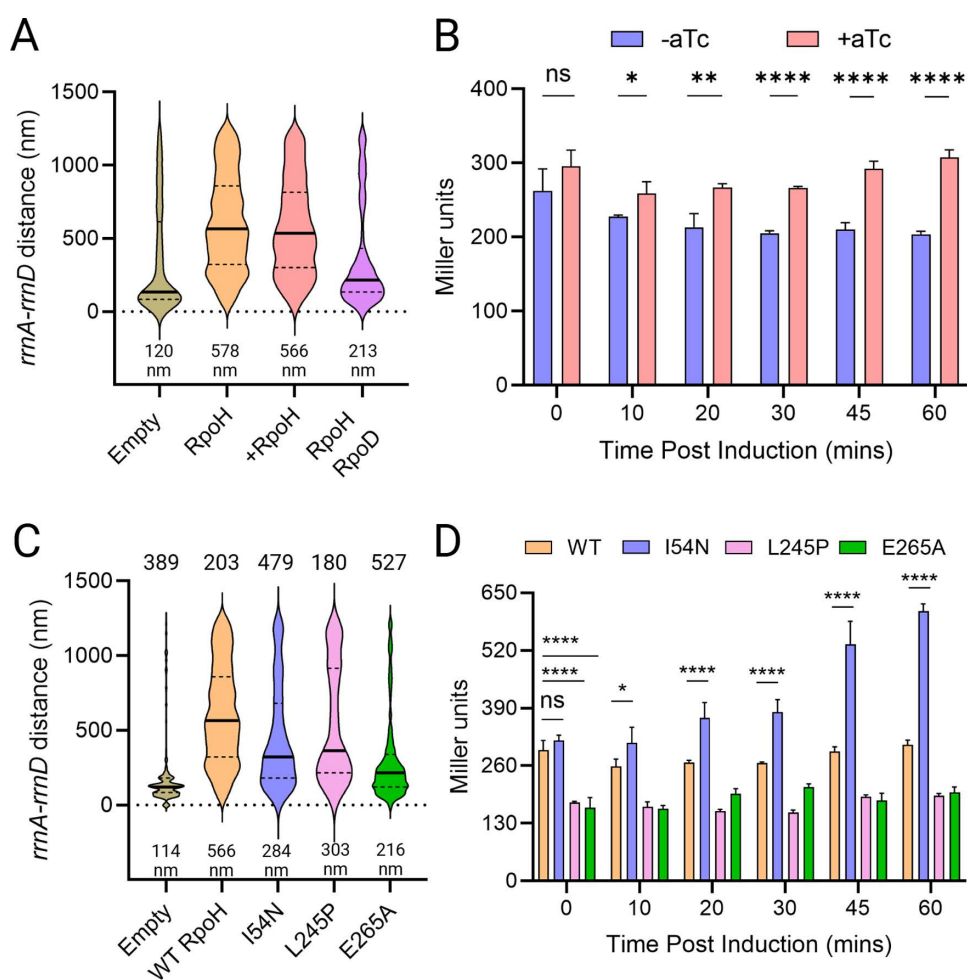 A
rrnA-rrnD distance (nm)
1500
1000
500
0
120 nm
578 nm
566 nm
213 nm
Empty
RpoH
+RpoH
RpoH RpoD
B
-aTc
+aTc
Miller units
400
300
200
100
0
ns
*
**
****
****
****
0
10
20
30
45
60
Time Post Induction (mins)
C
389
203
479
180
527
rrnA-rrnD distance (nm)
1500
1000
500
0
114 nm
566 nm
284 nm
303 nm
216 nm
Empty
WT RpoH
I54N
L245P
E265A
D
WT
I54N
L245P
E265A
Miller units
650
520
390
260
130
0
****
****
ns
*
****
****
****
****
0
10
20
30
45
60
Time Post Induction (mins)